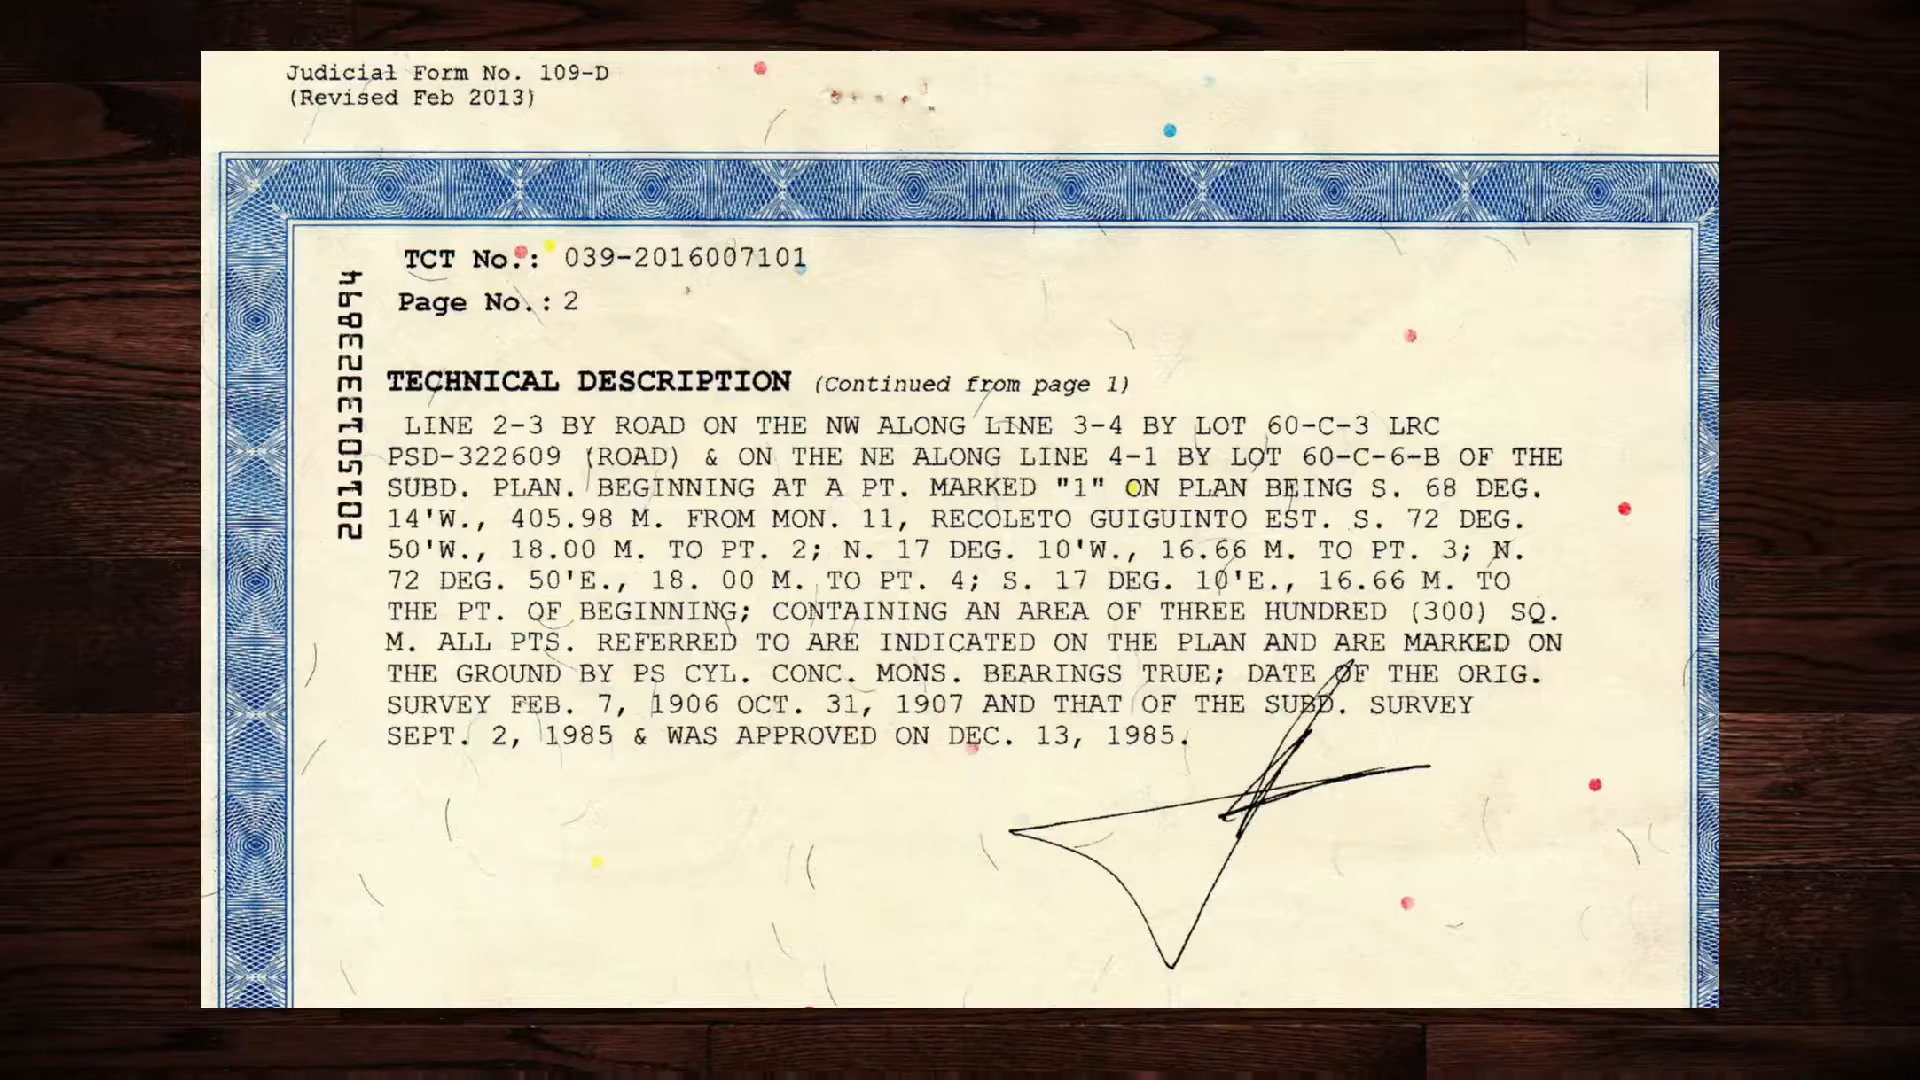 Judicial Form No. 109-D
(Revised Feb 2013)
TCT No.: 039-2016007101
Page No.: 2
2015013323894
TECHNICAL DESCRIPTION (Continued from page 1)
LINE 2-3 BY ROAD ON THE NW ALONG LINE 3-4 BY LOT 60-C-3 LRC
PSD-322609 (ROAD) & ON THE NE ALONG LINE 4-1 BY LOT 60-C-6-B OF THE
SUBD. PLAN. BEGINNING AT A PT. MARKED "1" ON PLAN BEING S. 68 DEG.
14'W., 405.98 M. FROM MON. 11, RECOLETO GUIGUINTO EST. S. 72 DEG.
50'W., 18.00 M. TO PT. 2; N. 17 DEG. 10'W., 16.66 M. TO PT. 3; N.
72 DEG. 50'E., 18. 00 M. TO PT. 4; S. 17 DEG. 10'E., 16.66 M. TO
THE PT. OF BEGINNING; CONTAINING AN AREA OF THREE HUNDRED (300) SQ.
M. ALL PTS. REFERRED TO ARE INDICATED ON THE PLAN AND ARE MARKED ON
THE GROUND BY PS CYL. CONC. MONS. BEARINGS TRUE; DATE OF THE ORIG.
SURVEY FEB. 7, 1906 OCT. 31, 1907 AND THAT OF THE SUBD. SURVEY
SEPT. 2, 1985 & WAS APPROVED ON DEC. 13, 1985.